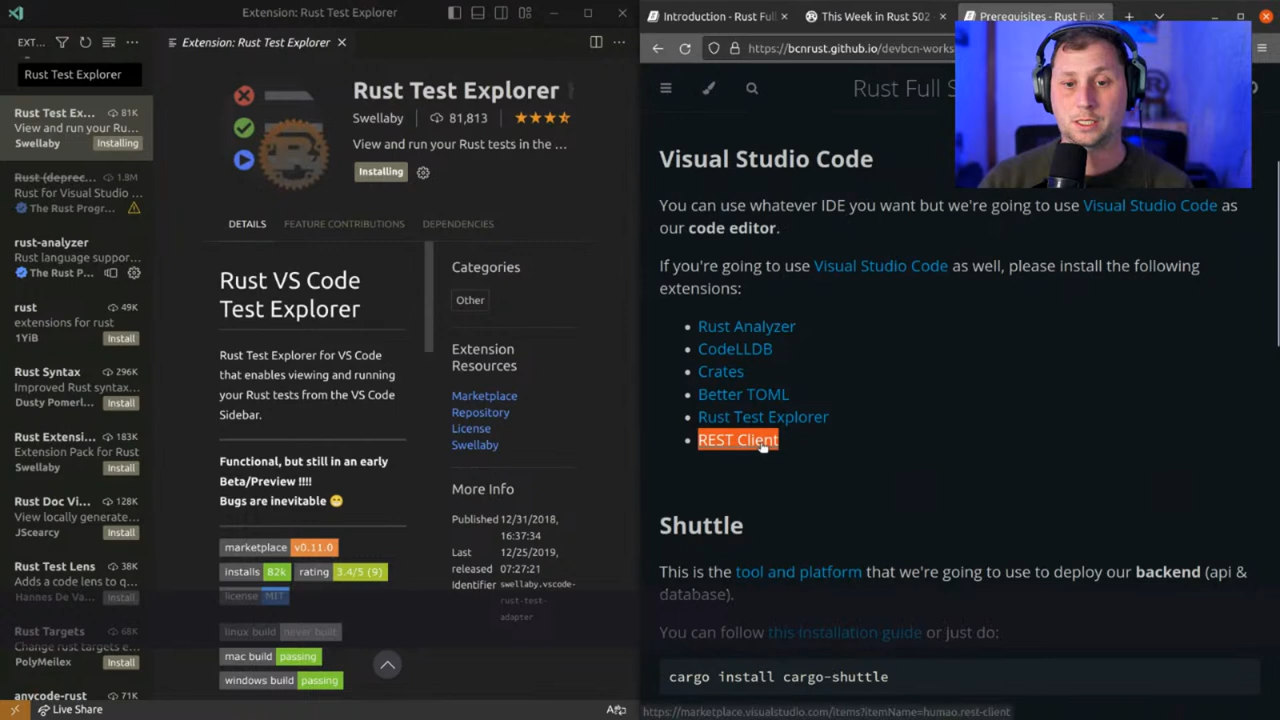 Extension: Rust Test Explorer
EXT...
Rust Test Explorer
Rust Test Ex... 81K
View and run your Ru...
Swellaby Installing
Rust (deprec... 1.8M
Rust for Visual Studio ...
The Rust Progr...
rust-analyzer
Rust language suppor...
The Rust P...
rust 49K
extensions for rust
1YiB Install
Rust Syntax 296K
Improved Rust syntax...
Dusty Pomerl... Install
Rust Extensi... 183K
Extension Pack for Rust
Swellaby Install
Rust Doc Vi... 128K
View locally generate...
JScearcy Install
Rust Test Lens 38K
Adds a code lens to q...
Hannes De Va... Install
Rust Targets 68K
Change rust targets e...
PolyMeilex Install
anycode-rust 71K
Live Share
Extension: Rust Test Explorer
Rust Test Explorer
Swellaby 81,813
View and run your Rust tests in the ...
Installing
DETAILS FEATURE CONTRIBUTIONS DEPENDENCIES
Rust VS Code
Test Explorer
Rust Test Explorer for VS Code
that enables viewing and running
your Rust tests from the VS Code
Sidebar.
Functional, but still in an early
Beta/Preview !!!!
Bugs are inevitable 😁
marketplace v0.11.0
installs 82k rating 3.4/5 (9)
license MIT
linux build never built
mac build passing
windows build passing
Categories
Other
Extension
Resources
Marketplace
Repository
License
Swellaby
More Info
Published 12/31/2018,
16:37:34
Last 12/25/2019,
released 07:27:21
Identifier swellaby.vscode-
rust-test-
adapter
Introduction - Rust Full This Week in Rust 502 Prerequisites - Rust Fu
https://bcnrust.github.io/devbcn-works
Rust Full S
Visual Studio Code
You can use whatever IDE you want but we're going to use Visual Studio Code as
our code editor.
If you're going to use Visual Studio Code as well, please install the following
extensions:
Rust Analyzer
CodeLLDB
Crates
Better TOML
Rust Test Explorer
REST Client
Shuttle
This is the tool and platform that we're going to use to deploy our backend (api &
database).
You can follow this installation guide or just do:
cargo install cargo-shuttle
https://marketplace.visualstudio.com/items?itemName=humao.rest-client